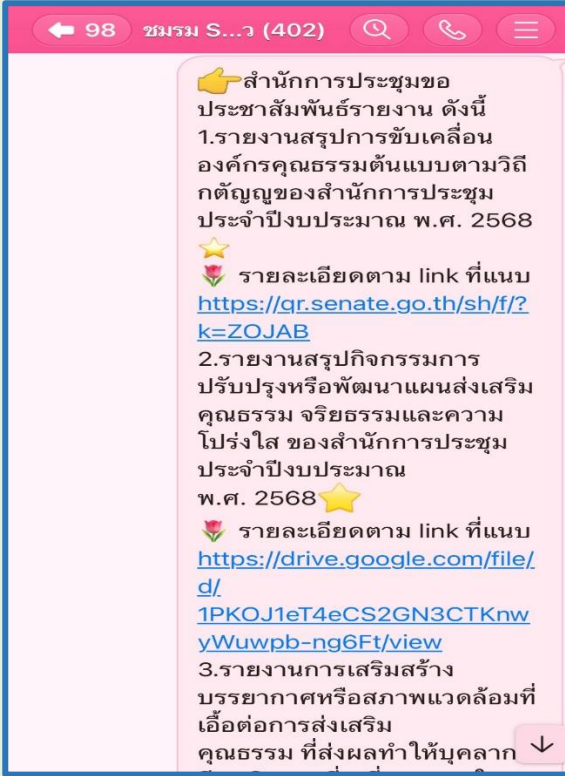 98 ชมรม S...ว (402)
👉สำนักการประชุมขอ
ประชาสัมพันธ์รายงาน ดังนี้
1.รายงานสรุปการขับเคลื่อน
องค์กรคุณธรรมต้นแบบตามวิถี
กตัญญูของสำนักการประชุม
ประจำปีงบประมาณ พ.ศ. 2568
⭐
🌷 รายละเอียดตาม link ที่แนบ
https://qr.senate.go.th/sh/f/?
k=ZOJAB
2.รายงานสรุปกิจกรรมการ
ปรับปรุงหรือพัฒนาแผนส่งเสริม
คุณธรรม จริยธรรมและความ
โปร่งใส ของสำนักการประชุม
ประจำปีงบประมาณ
พ.ศ. 2568⭐
🌷 รายละเอียดตาม link ที่แนบ
https://drive.google.com/file/
d/
1PKOJ1eT4eCS2GN3CTKnw
yWuwpb-ng6Ft/view
3.รายงานการเสริมสร้าง
บรรยากาศหรือสภาพแวดล้อมที่
เอื้อต่อการส่งเสริม
คุณธรรม ที่ส่งผลทำให้บุคลาก